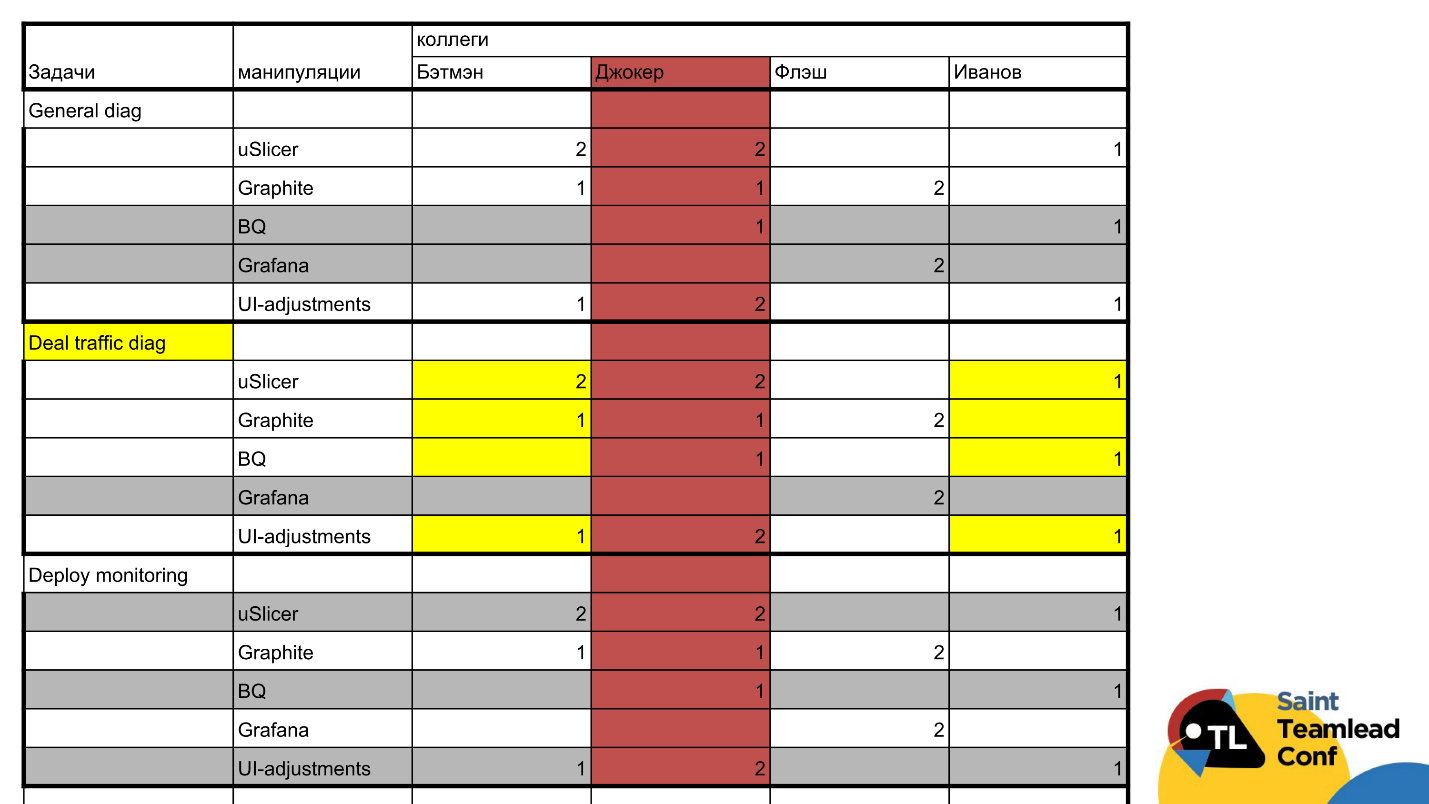 коллеги
Задачи манипуляции Бэтмэн Джокер Флэш Иванов
General diag
uSlicer 2 2 1
Graphite 1 1 2
BQ 1 1
Grafana 2
UI-adjustments 1 2 1
Deal traffic diag
uSlicer 2 2 1
Graphite 1 1 2
BQ 1 1
Grafana 2
UI-adjustments 1 2 1
Deploy monitoring
uSlicer 2 2 1
Graphite 1 1 2
BQ 1 1
Grafana 2
UI-adjustments 1 2 1
TL
Saint
Teamlead
Conf